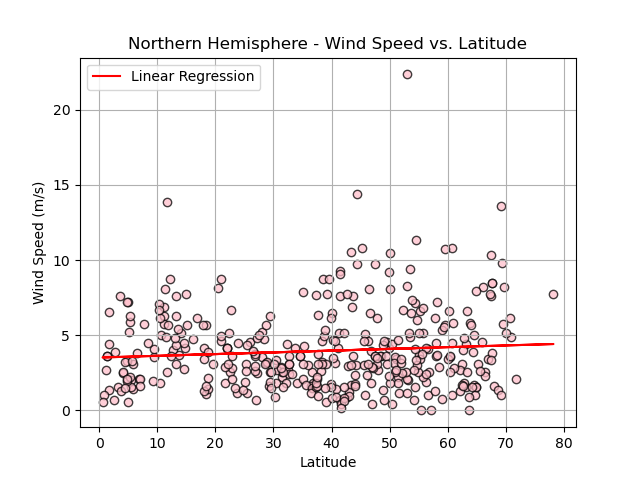 Northern Hemisphere - Wind Speed vs. Latitude
Linear Regression
20
15
10
5
0
Wind Speed (m/s)
0 10 20 30 40 50 60 70 80
Latitude